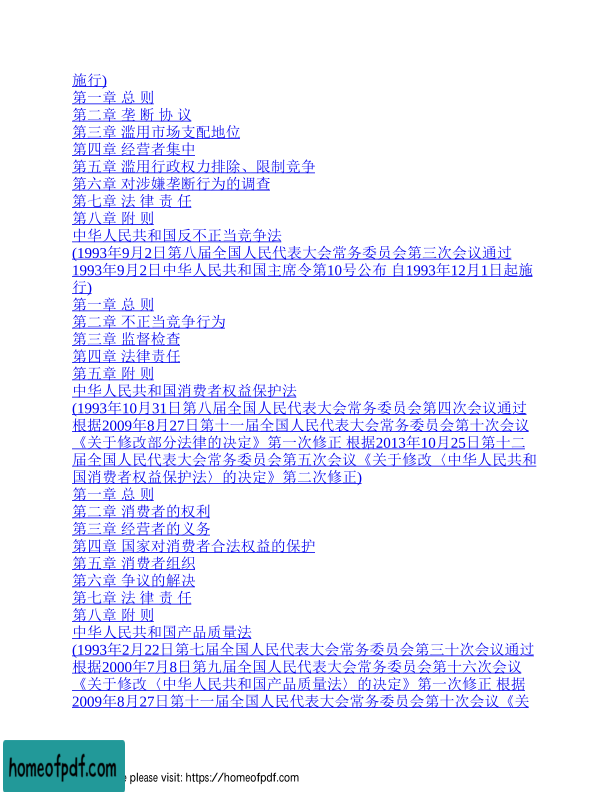 施行)
第一章 总 则
第二章 垄 断 协 议
第三章 滥用市场支配地位
第四章 经营者集中
第五章 滥用行政权力排除、限制竞争
第六章 对涉嫌垄断行为的调查
第七章 法 律 责 任
第八章 附 则
中华人民共和国反不正当竞争法
(1993年9月2日第八届全国人民代表大会常务委员会第三次会议通过
1993年9月2日中华人民共和国主席令第10号公布 自1993年12月1日起施
行)
第一章 总 则
第二章 不正当竞争行为
第三章 监督检查
第四章 法律责任
第五章 附 则
中华人民共和国消费者权益保护法
(1993年10月31日第八届全国人民代表大会常务委员会第四次会议通过
根据2009年8月27日第十一届全国人民代表大会常务委员会第十次会议
《关于修改部分法律的决定》第一次修正 根据2013年10月25日第十二
届全国人民代表大会常务委员会第五次会议《关于修改〈中华人民共和
国消费者权益保护法〉的决定》第二次修正)
第一章 总 则
第二章 消费者的权利
第三章 经营者的义务
第四章 国家对消费者合法权益的保护
第五章 消费者组织
第六章 争议的解决
第七章 法 律 责 任
第八章 附 则
中华人民共和国产品质量法
(1993年2月22日第七届全国人民代表大会常务委员会第三十次会议通过
根据2000年7月8日第九届全国人民代表大会常务委员会第十六次会议
《关于修改〈中华人民共和国产品质量法〉的决定》第一次修正 根据
2009年8月27日第十一届全国人民代表大会常务委员会第十次会议《关
homeofpdf.com
please visit: https://homeofpdf.com